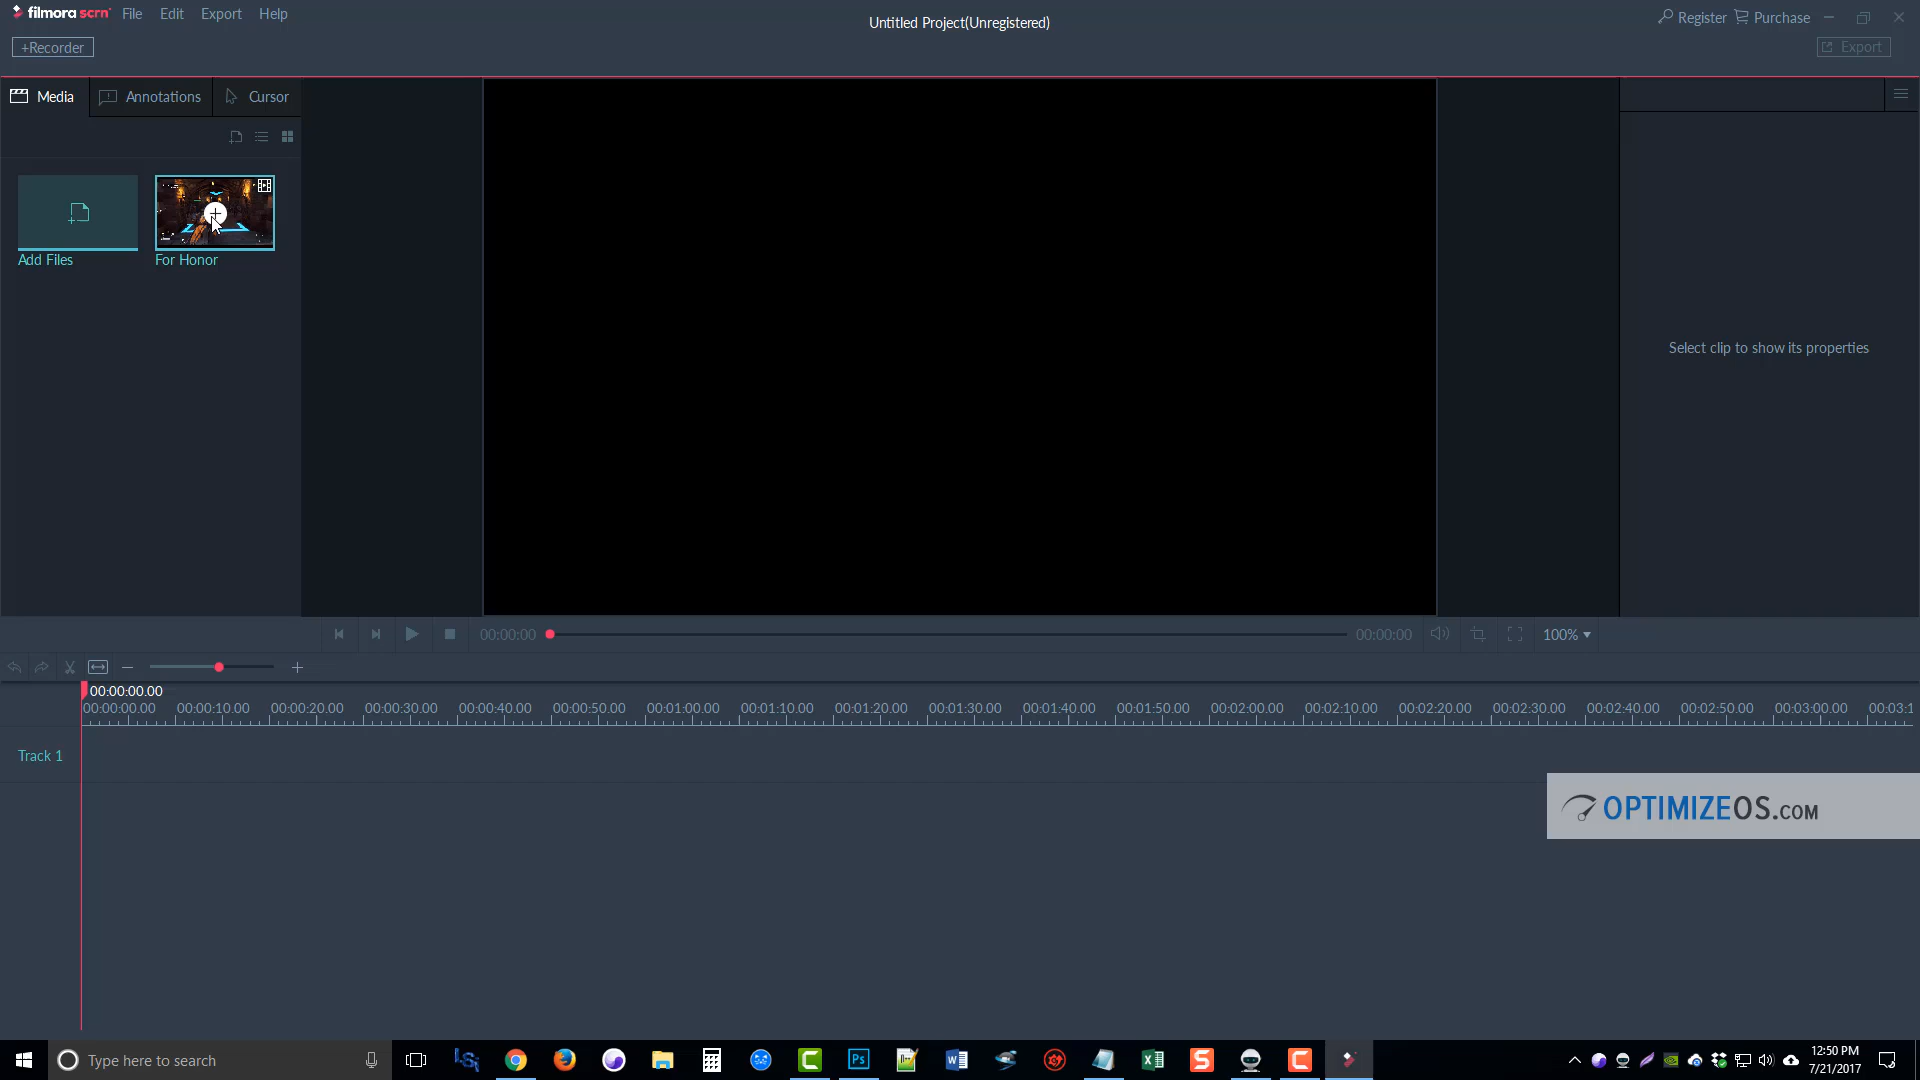 filmora scrn File Edit Export Help
Untitled Project(Unregistered)
Register Purchase
+Recorder
Export
Media Annotations Cursor
Add Files
For Honor
Select clip to show its properties
00:00:00
00:00:00
100%
00:00:00.00
00:00:00.00 00:00:10.00 00:00:20.00 00:00:30.00 00:00:40.00 00:00:50.00 00:01:00.00 00:01:10.00 00:01:20.00 00:01:30.00 00:01:40.00 00:01:50.00 00:02:00.00 00:02:10.00 00:02:20.00 00:02:30.00 00:02:40.00 00:02:50.00 00:03:00.00 00:03:1
Track 1
OPTIMIZEOS.COM
Type here to search
12:50 PM
7/21/2017